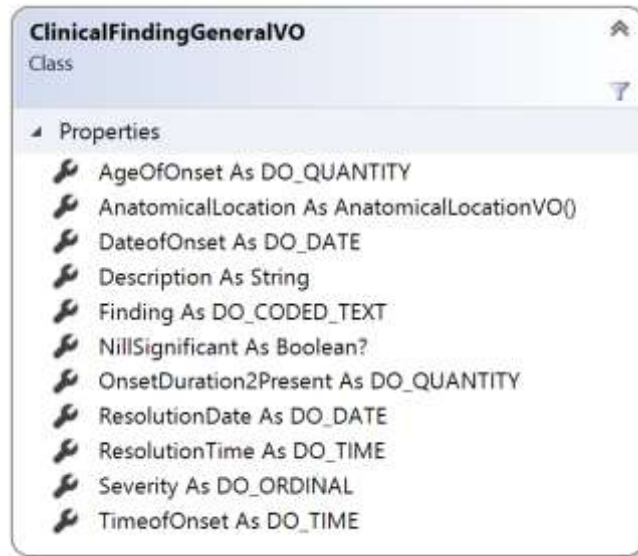 ClinicalFindingGeneralVO
Class
Properties
AgeOfOnset As DO_QUANTITY
AnatomicalLocation As AnatomicalLocationVO()
DateofOnset As DO_DATE
Description As String
Finding As DO_CODED_TEXT
NillSignificant As Boolean?
OnsetDuration2Present As DO_QUANTITY
ResolutionDate As DO_DATE
ResolutionTime As DO_TIME
Severity As DO_ORDINAL
TimeofOnset As DO_TIME